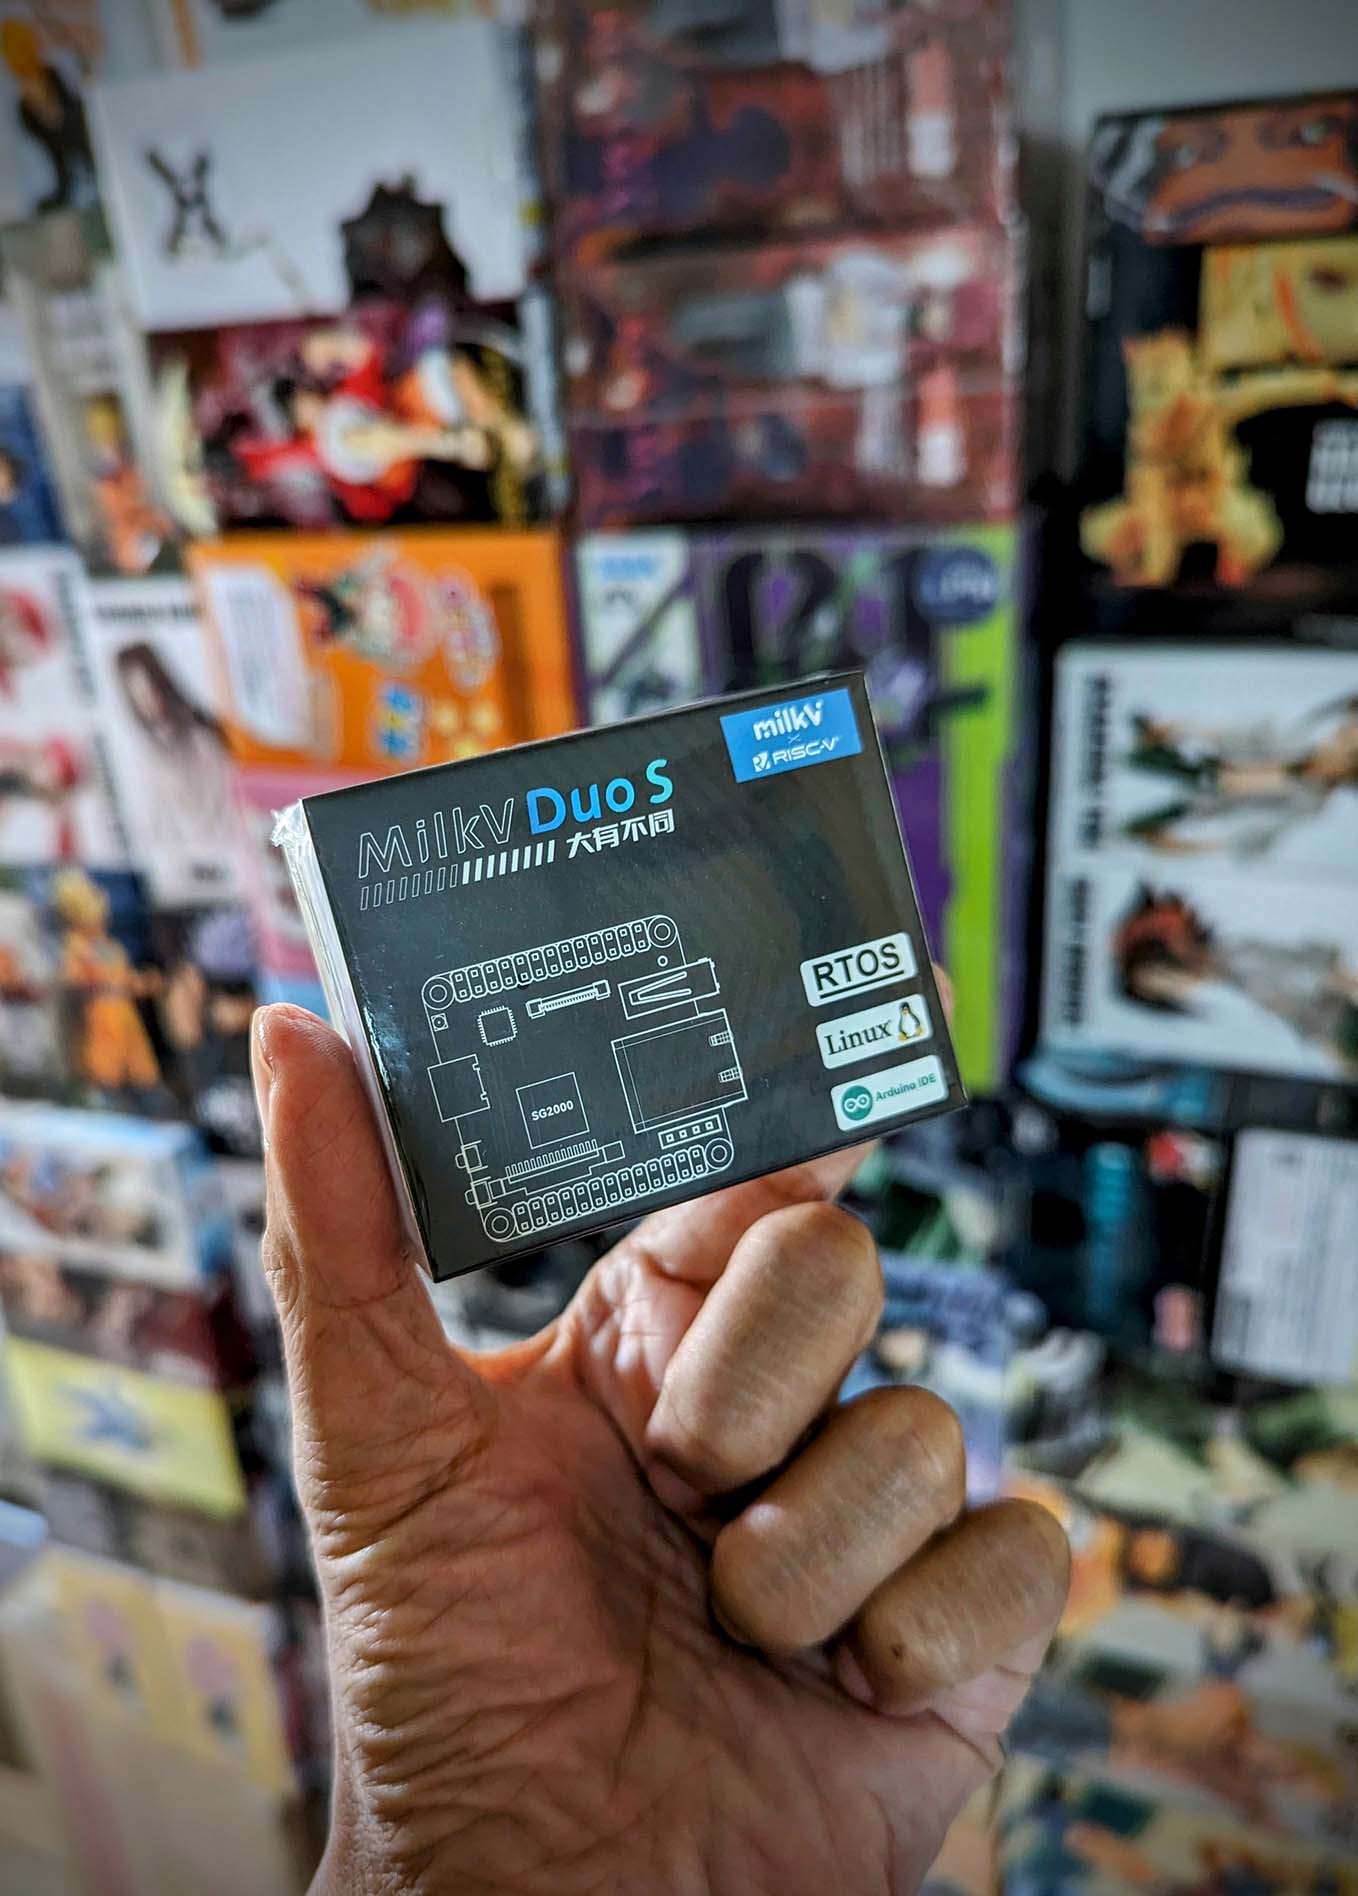 milkV
×
RISC-V
MilkV Duo S
大有不同
RTOS
Linux
Arduino IDE
SG2000